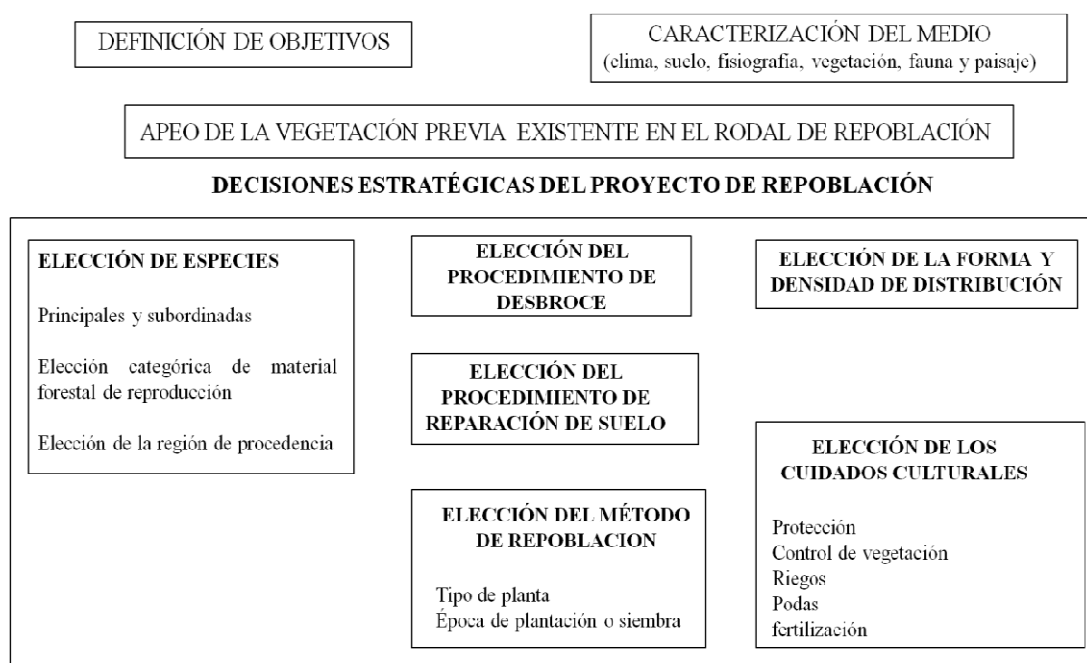 DEFINICIÓN DE OBJETIVOS
CARACTERIZACIÓN DEL MEDIO
(clima, suelo, fisiografía, vegetación, fauna y paisaje)
APEO DE LA VEGETACIÓN PREVIA EXISTENTE EN EL RODAL DE REPOBLACIÓN
DECISIONES ESTRATÉGICAS DEL PROYECTO DE REPOBLACIÓN
ELECCIÓN DE ESPECIES
Principales y subordinadas
Elección categórica de material
forestal de reproducción
Elección de la región de procedencia
ELECCIÓN DEL
PROCEDIMIENTO DE
DESBROCE
ELECCIÓN DEL
PROCEDIMIENTO DE
REPARACIÓN DE SUELO
ELECCIÓN DEL MÉTODO
DE REPOBLACION
Tipo de planta
Época de plantación o siembra
ELECCIÓN DE LA FORMA Y
DENSIDAD DE DISTRIBUCIÓN
ELECCIÓN DE LOS
CUIDADOS CULTURALES
Protección
Control de vegetación
Riegos
Podas
fertilización